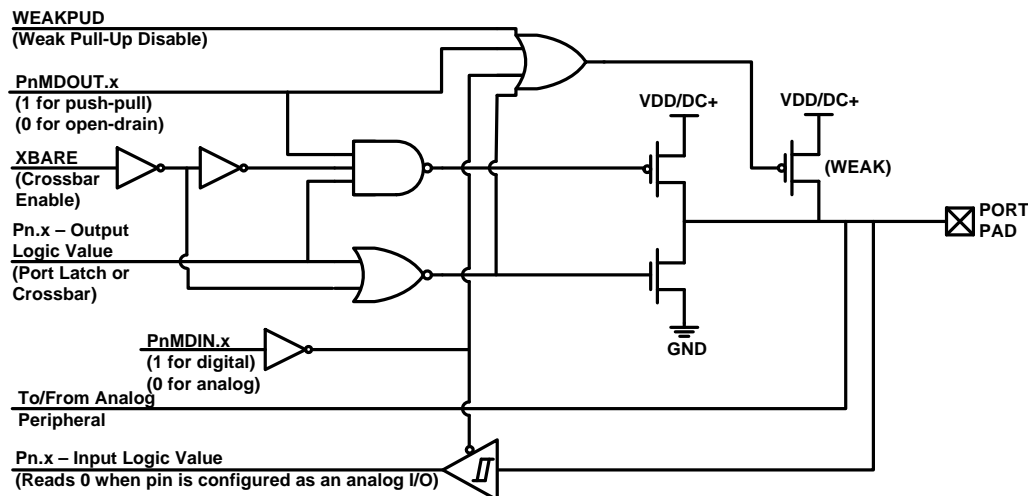 WEAKPUD
(Weak Pull-Up Disable)
PnMDOUT.x
(1 for push-pull)
(0 for open-drain)
XBARE
(Crossbar
Enable)
Pn.x – Output
Logic Value
(Port Latch or
Crossbar)
PnMDIN.x
(1 for digital)
(0 for analog)
To/From Analog
Peripheral
Pn.x – Input Logic Value
(Reads 0 when pin is configured as an analog I/O)
VDD/DC+
VDD/DC+
(WEAK)
PORT
PAD
GND